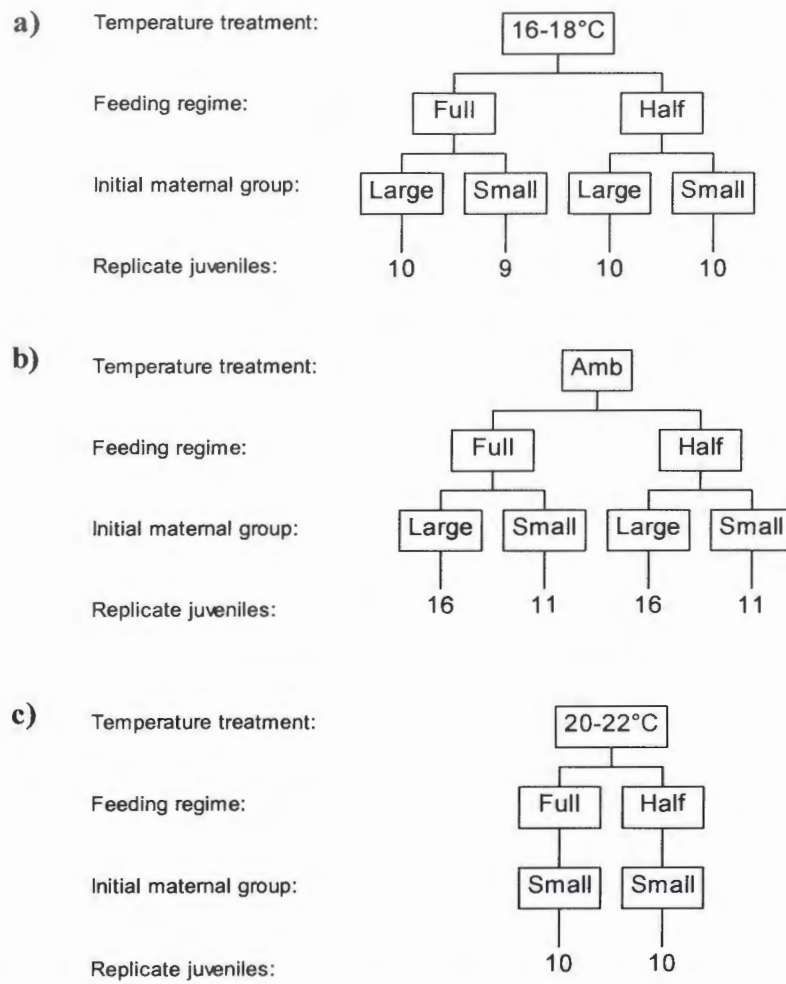 a) Temperature treatment: 16-18°C
Feeding regime: Full Half
Initial maternal group: Large Small Large Small
Replicate juveniles: 10 9 10 10
b) Temperature treatment: Amb
Feeding regime: Full Half
Initial maternal group: Large Small Large Small
Replicate juveniles: 16 11 16 11
c) Temperature treatment: 20-22°C
Feeding regime: Full Half
Initial maternal group: Small Small
Replicate juveniles: 10 10